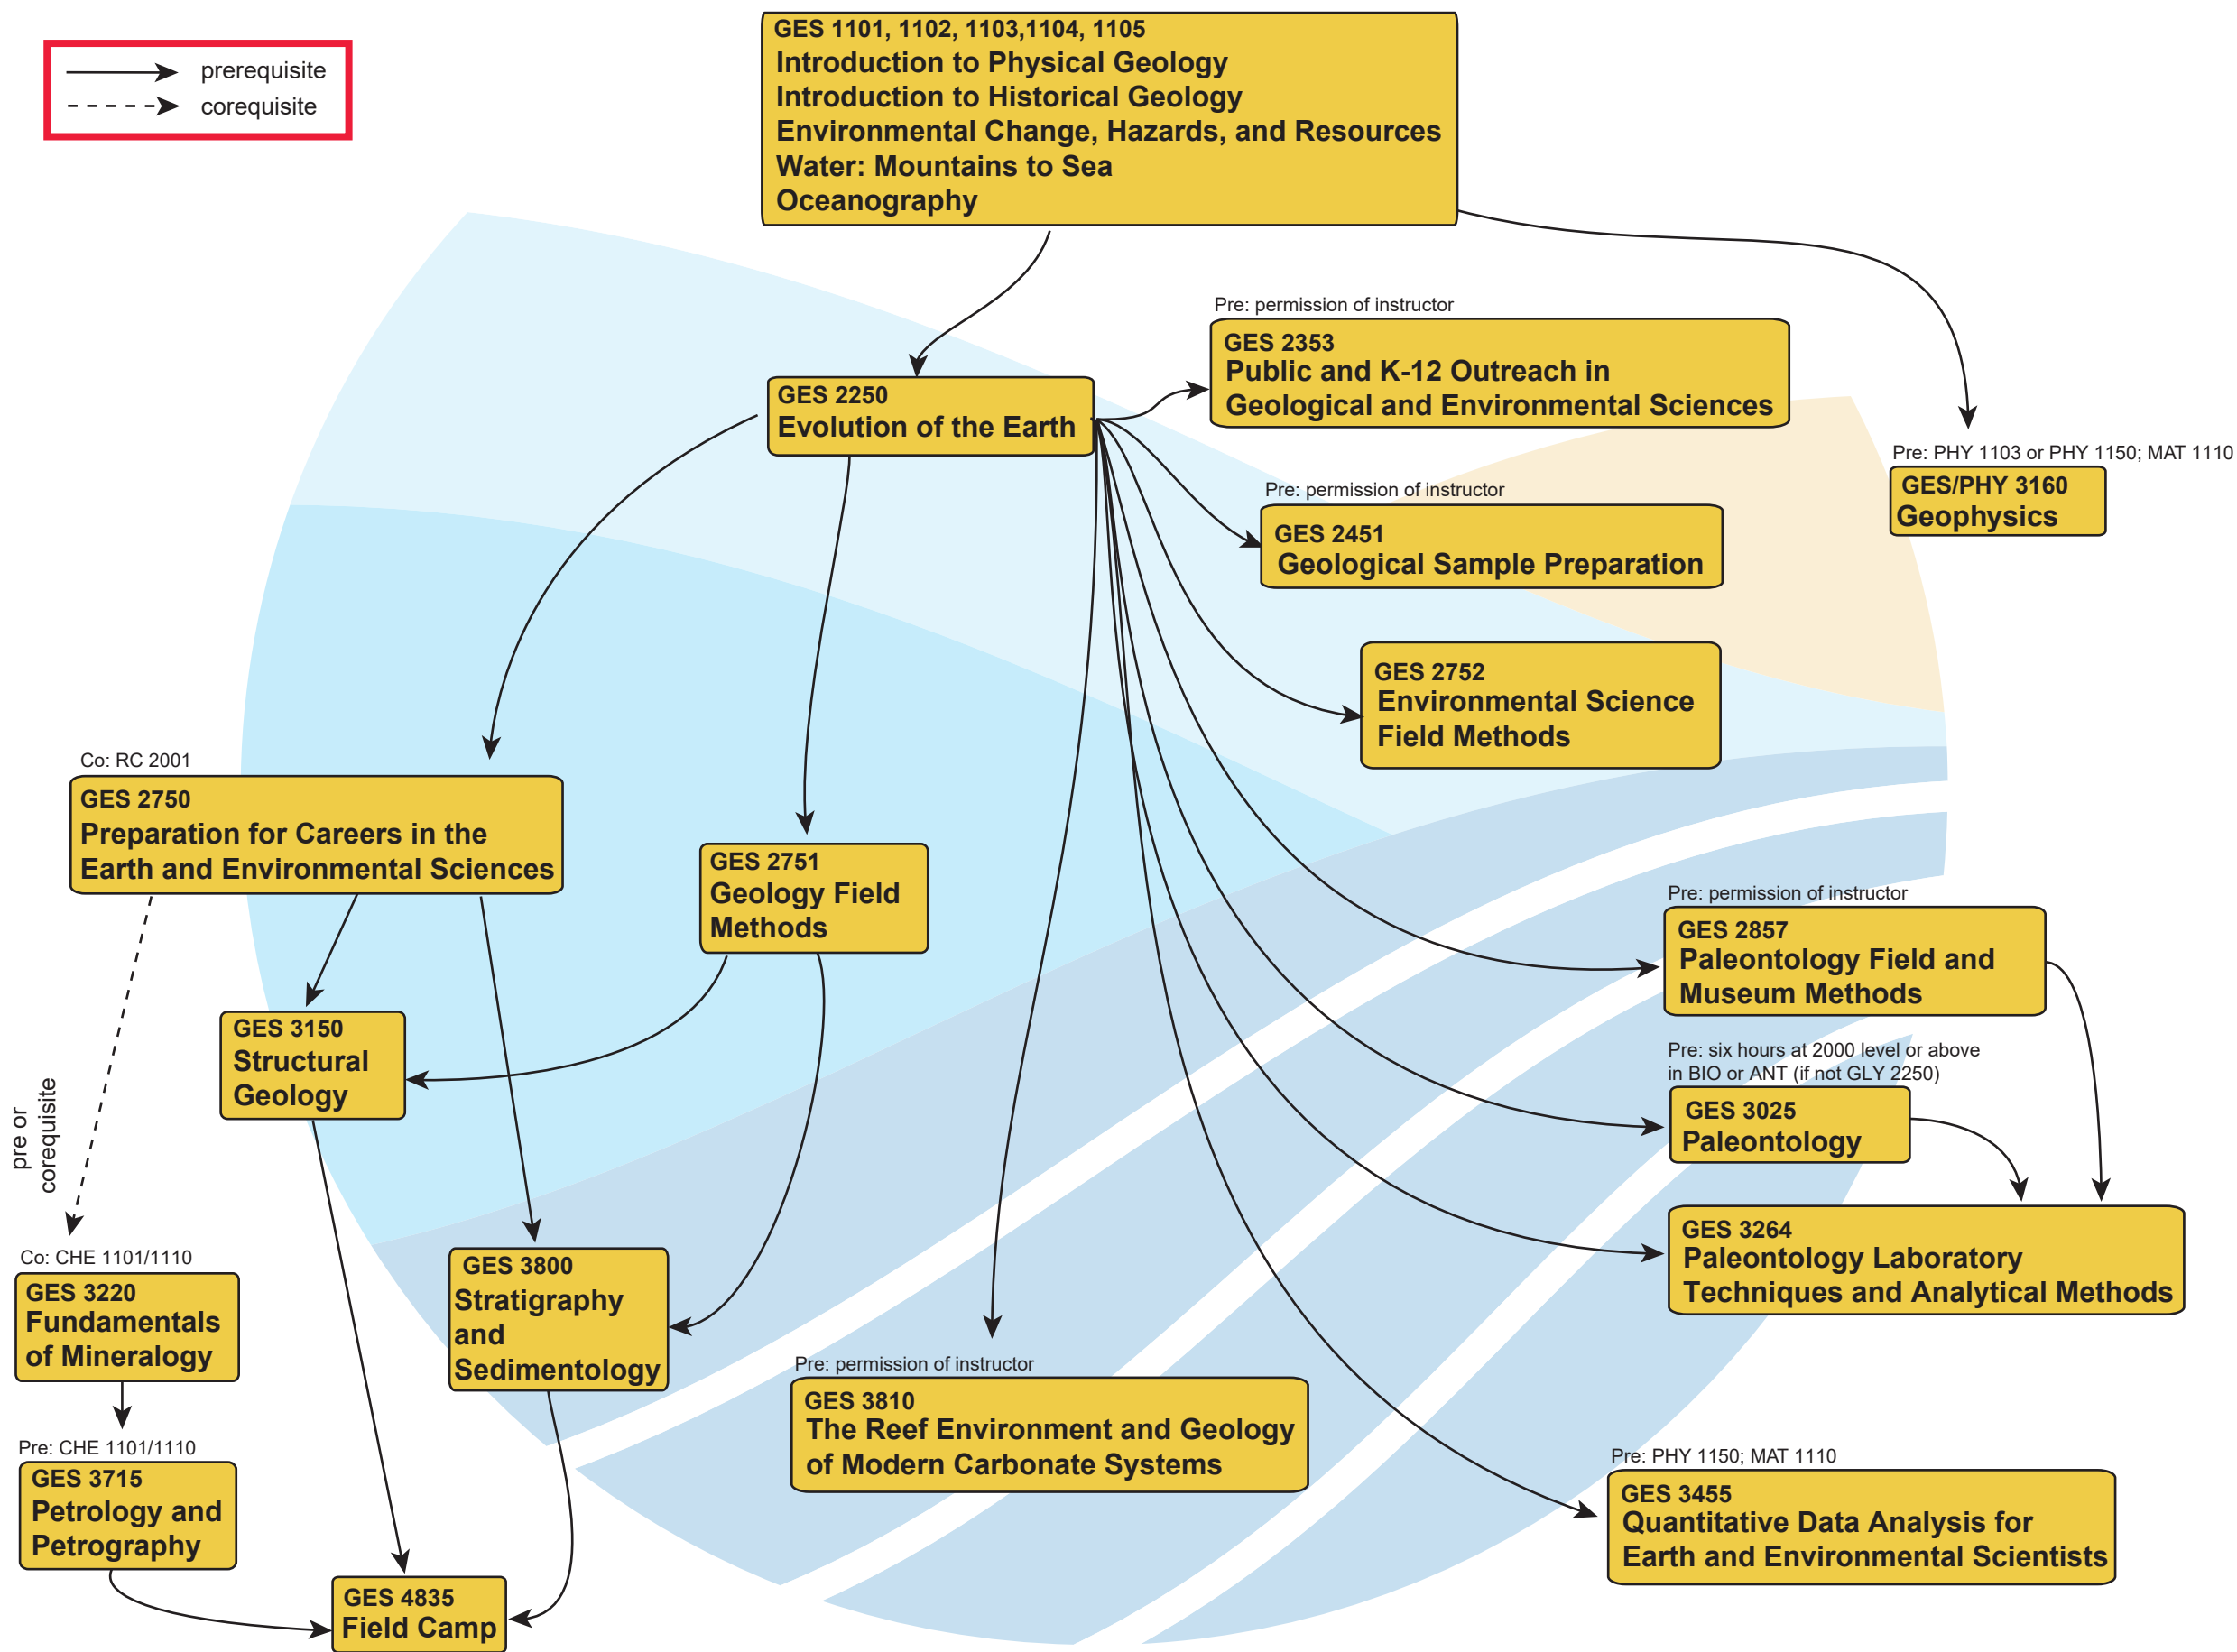 prerequisite
corequisite
GES 1101, 1102, 1103,1104, 1105
Introduction to Physical Geology
Introduction to Historical Geology
Environmental Change, Hazards, and Resources
Water: Mountains to Sea
Oceanography
Pre: permission of instructor
GES 2353
Public and K-12 Outreach in
Geological and Environmental Sciences
GES 2250
Evolution of the Earth
Pre: PHY 1103 or PHY 1150; MAT 1110
GES/PHY 3160
Geophysics
Pre: permission of instructor
GES 2451
Geological Sample Preparation
GES 2752
Environmental Science
Field Methods
Co: RC 2001
GES 2750
Preparation for Careers in the
Earth and Environmental Sciences
GES 2751
Geology Field
Methods
Pre: permission of instructor
GES 2857
Paleontology Field and
Museum Methods
GES 3150
Structural
Geology
Pre: six hours at 2000 level or above
in BIO or ANT (if not GLY 2250)
GES 3025
Paleontology
pre or
corequisite
GES 3264
Paleontology Laboratory
Techniques and Analytical Methods
Co: CHE 1101/1110
GES 3220
Fundamentals
of Mineralogy
GES 3800
Stratigraphy
and
Sedimentology
Pre: permission of instructor
GES 3810
The Reef Environment and Geology
of Modern Carbonate Systems
Pre: CHE 1101/1110
GES 3715
Petrology and
Petrography
Pre: PHY 1150; MAT 1110
GES 3455
Quantitative Data Analysis for
Earth and Environmental Scientists
GES 4835
Field Camp